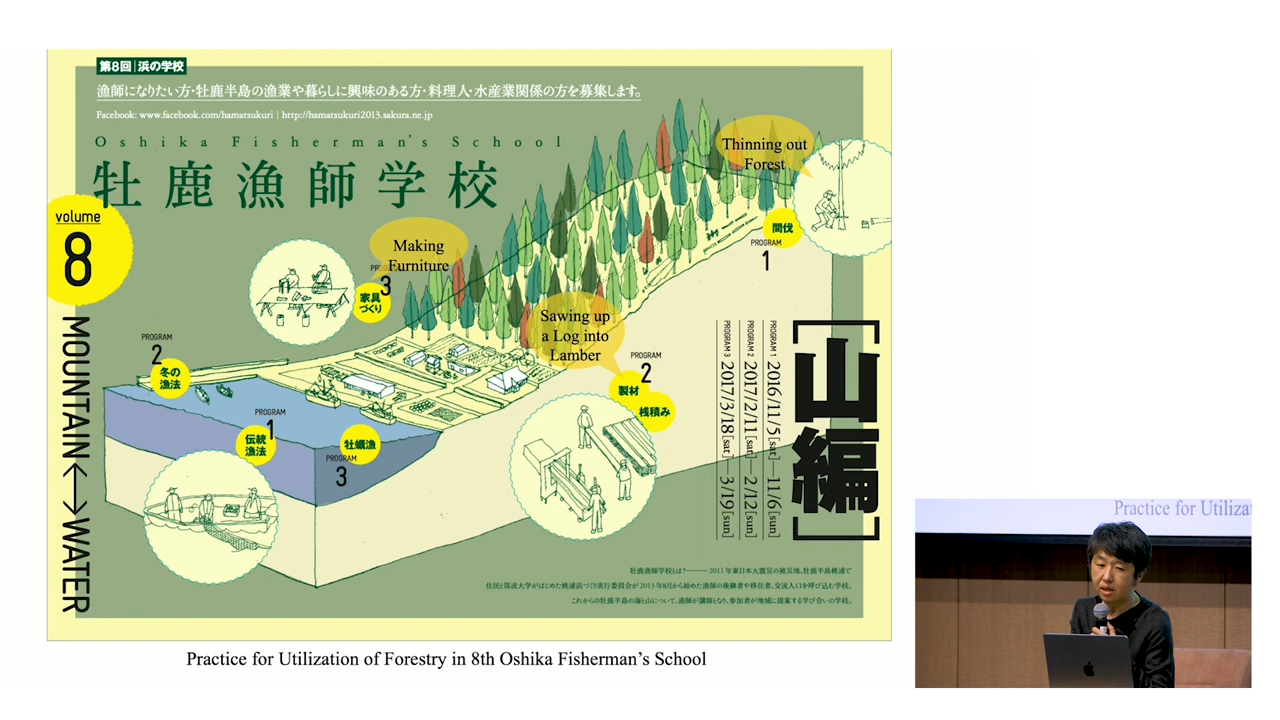 第8回|浜の学校
漁師になりたい方・牡鹿半島の漁業や暮らしに興味のある方・料理人・水産業関係の方を募集します。
Facebook: www.facebook.com/hamatsukuri | http://hamatsukuri2013.sakura.ne.jp
Oshika Fisherman's School
牡鹿漁師学校
volume
8
MOUNTAIN↔WATER
Thinning out
Forest
間伐
PROGRAM
1
Making
Furniture
PROGRAM
3
家具
づくり
Sawing up
a Log into
Lamber
PROGRAM
2
製材
桟積み
PROGRAM
2
冬の
漁法
PROGRAM
1
伝統
漁法
牡蠣漁
PROGRAM
3
[山編]
PROGRAM 1 2016/11/5[sat]—11/6[sun]
PROGRAM 2 2017/2/11[sat]—2/12[sun]
PROGRAM 3 2017/3/18[sat]—3/19[sun]
牡鹿漁師学校とは?——2011年東日本大震災の被災地、牡鹿半島桃浦で
住民と筑波大学がはじめた桃浦浜づくり実行委員会が2013年8月から始めた漁師の後継者や移住者、交流人口を呼び込む学校。
これからの牡鹿半島の海と山について、漁師が講師となり、参加者が地域に提案する学び合いの学校。
Practice for Utilization of Forestry in 8th Oshika Fisherman's School
Practice for Utilizat